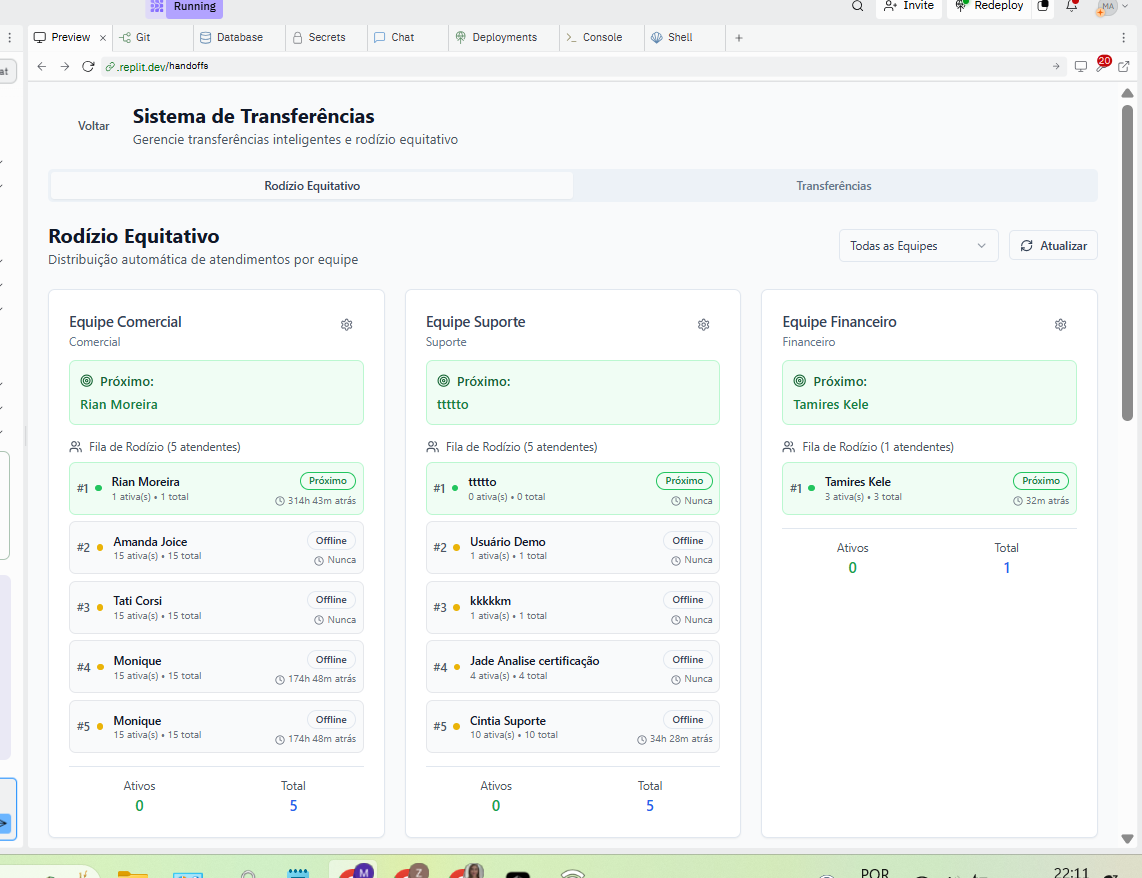 Running
Invite
Redeploy
MA
Preview
Git
Database
Secrets
Chat
Deployments
Console
Shell
at
.replit.dev/handoffs
20
Voltar
Sistema de Transferências
Gerencie transferências inteligentes e rodízio equitativo
Rodízio Equitativo
Transferências
Rodízio Equitativo
Distribuição automática de atendimentos por equipe
Todas as Equipes
Atualizar
Equipe Comercial
Comercial
Próximo:
Rian Moreira
Fila de Rodízio (5 atendentes)
#1 Rian Moreira Próximo
1 ativa(s) • 1 total 314h 43m atrás
#2 Amanda Joice Offline
15 ativa(s) • 15 total Nunca
#3 Tati Corsi Offline
15 ativa(s) • 15 total Nunca
#4 Monique Offline
15 ativa(s) • 15 total 174h 48m atrás
#5 Monique Offline
15 ativa(s) • 15 total 174h 48m atrás
Ativos Total
0 5
Equipe Suporte
Suporte
Próximo:
ttttto
Fila de Rodízio (5 atendentes)
#1 ttttto Próximo
0 ativa(s) • 0 total Nunca
#2 Usuário Demo Offline
1 ativa(s) • 1 total Nunca
#3 kkkkkm Offline
1 ativa(s) • 1 total Nunca
#4 Jade Analise certificação Offline
4 ativa(s) • 4 total Nunca
#5 Cintia Suporte Offline
10 ativa(s) • 10 total 34h 28m atrás
Ativos Total
0 5
Equipe Financeiro
Financeiro
Próximo:
Tamires Kele
Fila de Rodízio (1 atendentes)
#1 Tamires Kele Próximo
3 ativa(s) • 3 total 32m atrás
Ativos Total
0 1
M
Z
POR
22:11